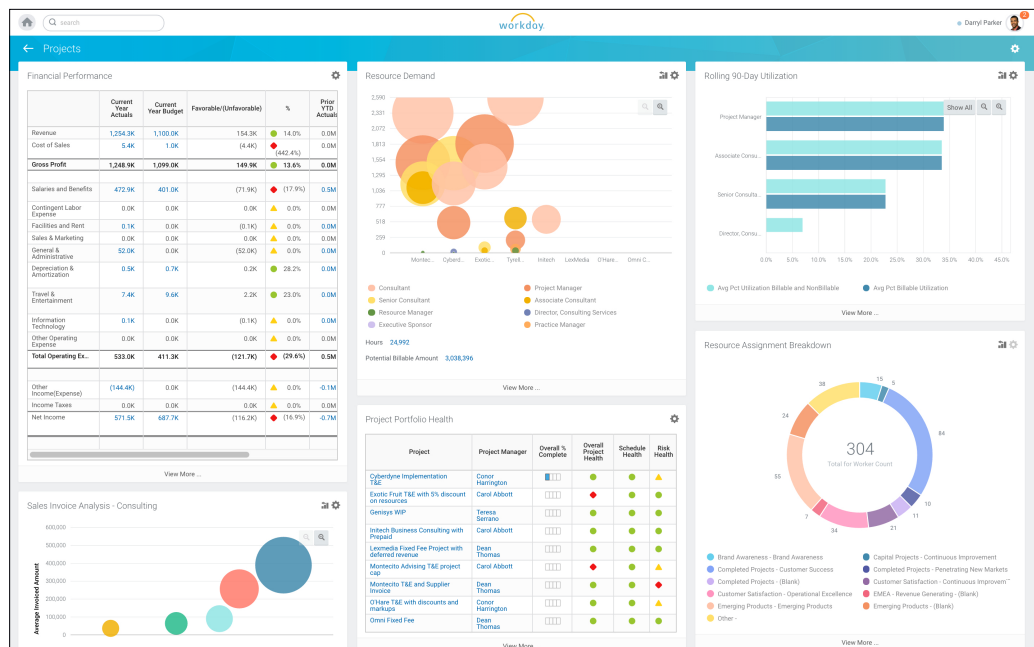 search
workday.
Darryl Parker
2
Projects
Financial Performance
Current Year Actuals Current Year Budget Favorable/(Unfavorable) % Prior YTD Actuals
Revenue 1,254.3K 1,100.0K 154.3K 14.0% 0.0M
Cost of Sales 5.4K 1.0K (4.4K) (442.4%) 0.0M
Gross Profit 1,248.9K 1,099.0K 149.9K 13.6% 0.0M
Salaries and Benefits 472.9K 401.0K (71.9K) (17.9%) 0.5M
Contingent Labor Expense 0.0K 0.0K 0.0K 0.0% 0.0M
Facilities and Rent 0.1K 0.0K (0.1K) 0.0% 0.0M
Sales & Marketing 0.0K 0.0K 0.0K 0.0% 0.0M
General & Administrative 52.0K 0.0K (52.0K) 0.0% 0.0M
Depreciation & Amortization 0.5K 0.7K 0.2K 28.2% 0.0M
Travel & Entertainment 7.4K 9.6K 2.2K 23.0% 0.0M
Information Technology 0.1K 0.0K (0.1K) 0.0% 0.0M
Other Operating Expense 0.0K 0.0K 0.0K 0.0% 0.0M
Total Operating Ex... 533.0K 411.3K (121.7K) (29.6%) 0.5M
Other Income(Expense) (144.4K) 0.0K (144.4K) 0.0% -0.1M
Income Taxes 0.0K 0.0K 0.0K 0.0% 0.0M
Net Income 571.5K 687.7K (116.2K) (16.9%) -0.7M
View More ...
Sales Invoice Analysis - Consulting
Average Invoiced Amount
600,000
500,000
400,000
300,000
200,000
100,000
0
Resource Demand
2,590
2,331
2,072
1,813
1,554
1,295
1,036
777
518
259
0
Montec... Cyberd... Exotic... Tyrell... Initech LexMedia O'Hare... Omni C...
Consultant Project Manager
Senior Consultant Associate Consultant
Resource Manager Director, Consulting Services
Executive Sponsor Practice Manager
Hours 24,992
Potential Billable Amount 3,038,396
View More ...
Project Portfolio Health
Project Project Manager Overall % Complete Overall Project Health Schedule Health Risk Health
Cyberdyne Implementation T&E Conor Harrington
Exotic Fruit T&E with 5% discount on resources Carol Abbott
Genisys WIP Teresa Serrano
Initech Business Consulting with Prepaid Carol Abbott
Lexmedia Fixed Fee Project with deferred revenue Dean Thomas
Montecito Advising T&E project cap Carol Abbott
Montecito T&E and Supplier Invoice Dean Thomas
O'Hare T&E with discounts and markups Conor Harrington
Omni Fixed Fee Dean Thomas
View More
Rolling 90-Day Utilization
Show All
Project Manager
Associate Consu...
Senior Consulta...
Director, Consu...
0.0% 5.0% 10.0% 15.0% 20.0% 25.0% 30.0% 35.0% 40.0% 45.0%
Avg Pct Utilization Billable and NonBillable Avg Pct Billable Utilization
View More ...
Resource Assignment Breakdown
15
5
84
10
11
21
34
7
55
24
38
304
Total for Worker Count
Brand Awareness - Brand Awareness Capital Projects - Continuous Improvement
Completed Projects - Customer Success Completed Projects - Penetrating New Markets
Completed Projects - (Blank) Customer Satisfaction - Continuous Improvem...
Customer Satisfaction - Operational Excellence EMEA - Revenue Generating - (Blank)
Emerging Products - Emerging Products Emerging Products - (Blank)
Other -
View More ...